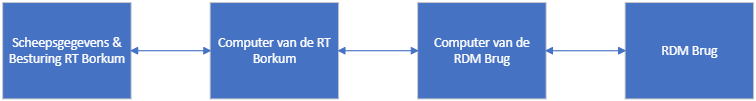 Scheepsgegevens &
Besturing RT Borkum
Computer van de RT
Borkum
Computer van de
RDM Brug
RDM Brug